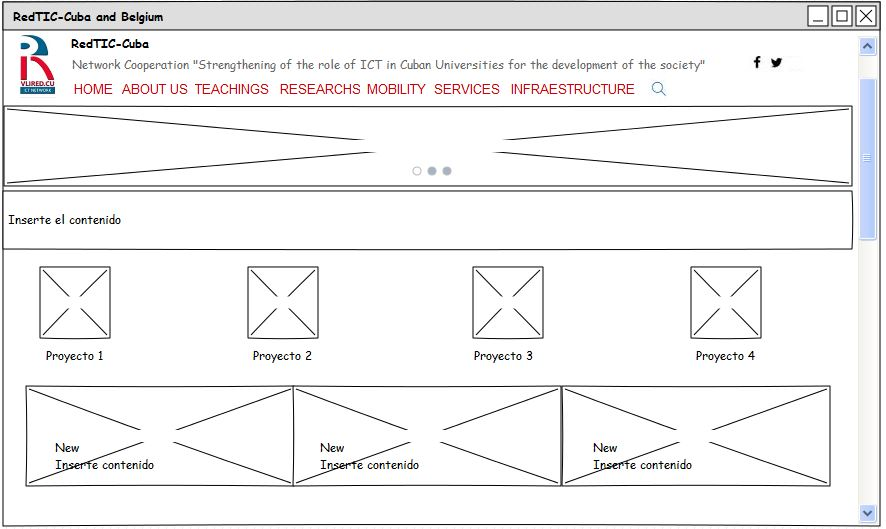 RedTIC-Cuba and Belgium
RedTIC-Cuba
Network Cooperation "Strengthening of the role of ICT in Cuban Universities for the development of the society"
VLIRED.CU
ICT NETWORK
HOME ABOUT US TEACHINGS RESEARCHS MOBILITY SERVICES INFRAESTRUCTURE
Inserte el contenido
Proyecto 1 Proyecto 2 Proyecto 3 Proyecto 4
New New New
Inserte contenido Inserte contenido Inserte contenido